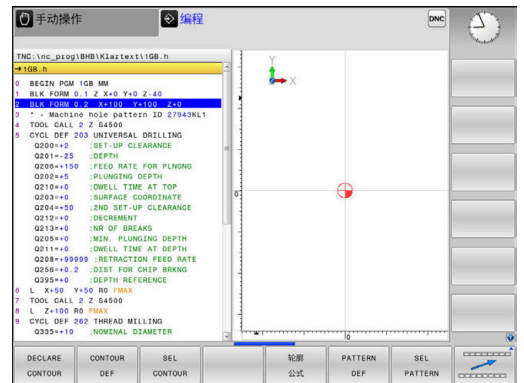 手动操作
编程
DNC
TNC:\nc_prog\BHB\Klartext\1GB.h
→1GB.h
0 BEGIN PGM 1GB MM
1 BLK FORM 0.1 Z X+0 Y+0 Z-40
2 BLK FORM 0.2 X+100 Y+100 Z+0
3 * - Machine hole pattern ID 27943KL1
4 TOOL CALL 2 Z S4500
5 CYCL DEF 203 UNIVERSAL DRILLING
Q200=+2 ;SET-UP CLEARANCE
Q201=-25 ;DEPTH
Q206=+150 ;FEED RATE FOR PLNGNG
Q202=+5 ;PLUNGING DEPTH
Q210=+0 ;DWELL TIME AT TOP
Q203=+0 ;SURFACE COORDINATE
Q204=+50 ;2ND SET-UP CLEARANCE
Q212=+0 ;DECREMENT
Q213=+0 ;NR OF BREAKS
Q205=+0 ;MIN. PLUNGING DEPTH
Q211=+0 ;DWELL TIME AT DEPTH
Q208=+99999 ;RETRACTION FEED RATE
Q256=+0.2 ;DIST FOR CHIP BRKNG
Q395=+0 ;DEPTH REFERENCE
6 L X+50 Y+50 R0 FMAX
7 TOOL CALL 2 Z S4500
8 L Z+100 R0 FMAX
9 CYCL DEF 262 THREAD MILLING
Q335=+10 ;NOMINAL DIAMETER
Y
X
0
0
DECLARE CONTOUR
CONTOUR DEF
SEL CONTOUR
轮廓 公式
PATTERN DEF
SEL PATTERN